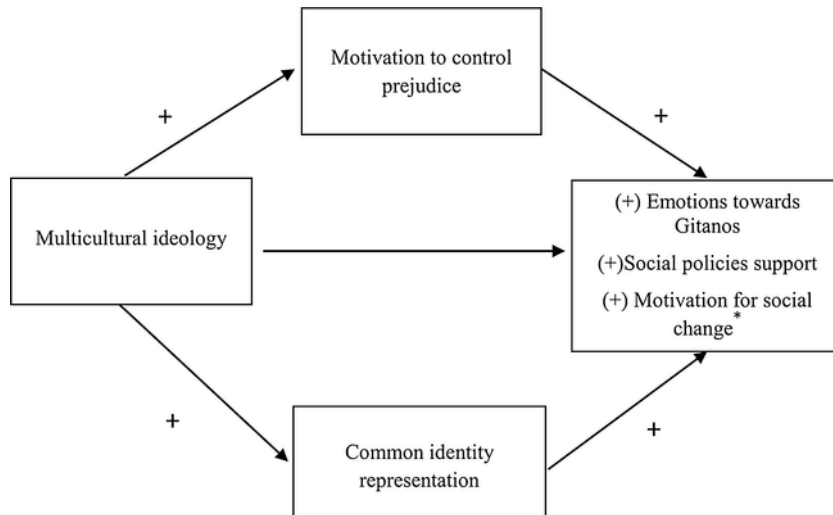 Motivation to control
prejudice
+
+
Multicultural ideology
(+) Emotions towards
Gitanos
(+)Social policies support
(+) Motivation for social
change*
+
+
Common identity
representation